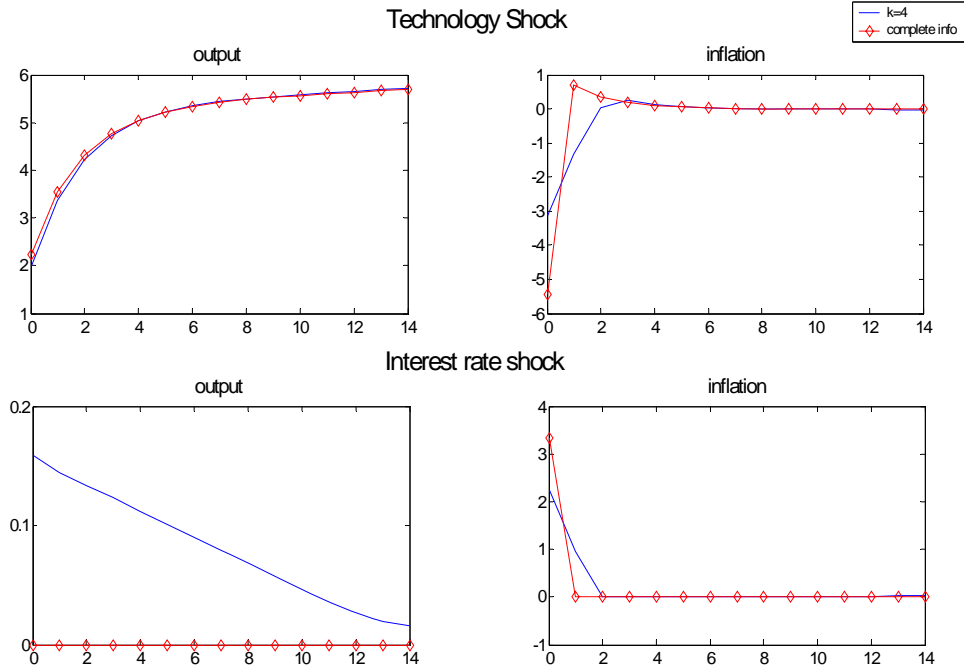 Technology Shock
k=4
complete info
output
inflation
6
5
4
3
2
1
0 2 4 6 8 10 12 14
1
0
-1
-2
-3
-4
-5
-6
0 2 4 6 8 10 12 14
Interest rate shock
output
inflation
0.2
0.1
0
0 2 4 6 8 10 12 14
4
3
2
1
0
-1
0 2 4 6 8 10 12 14